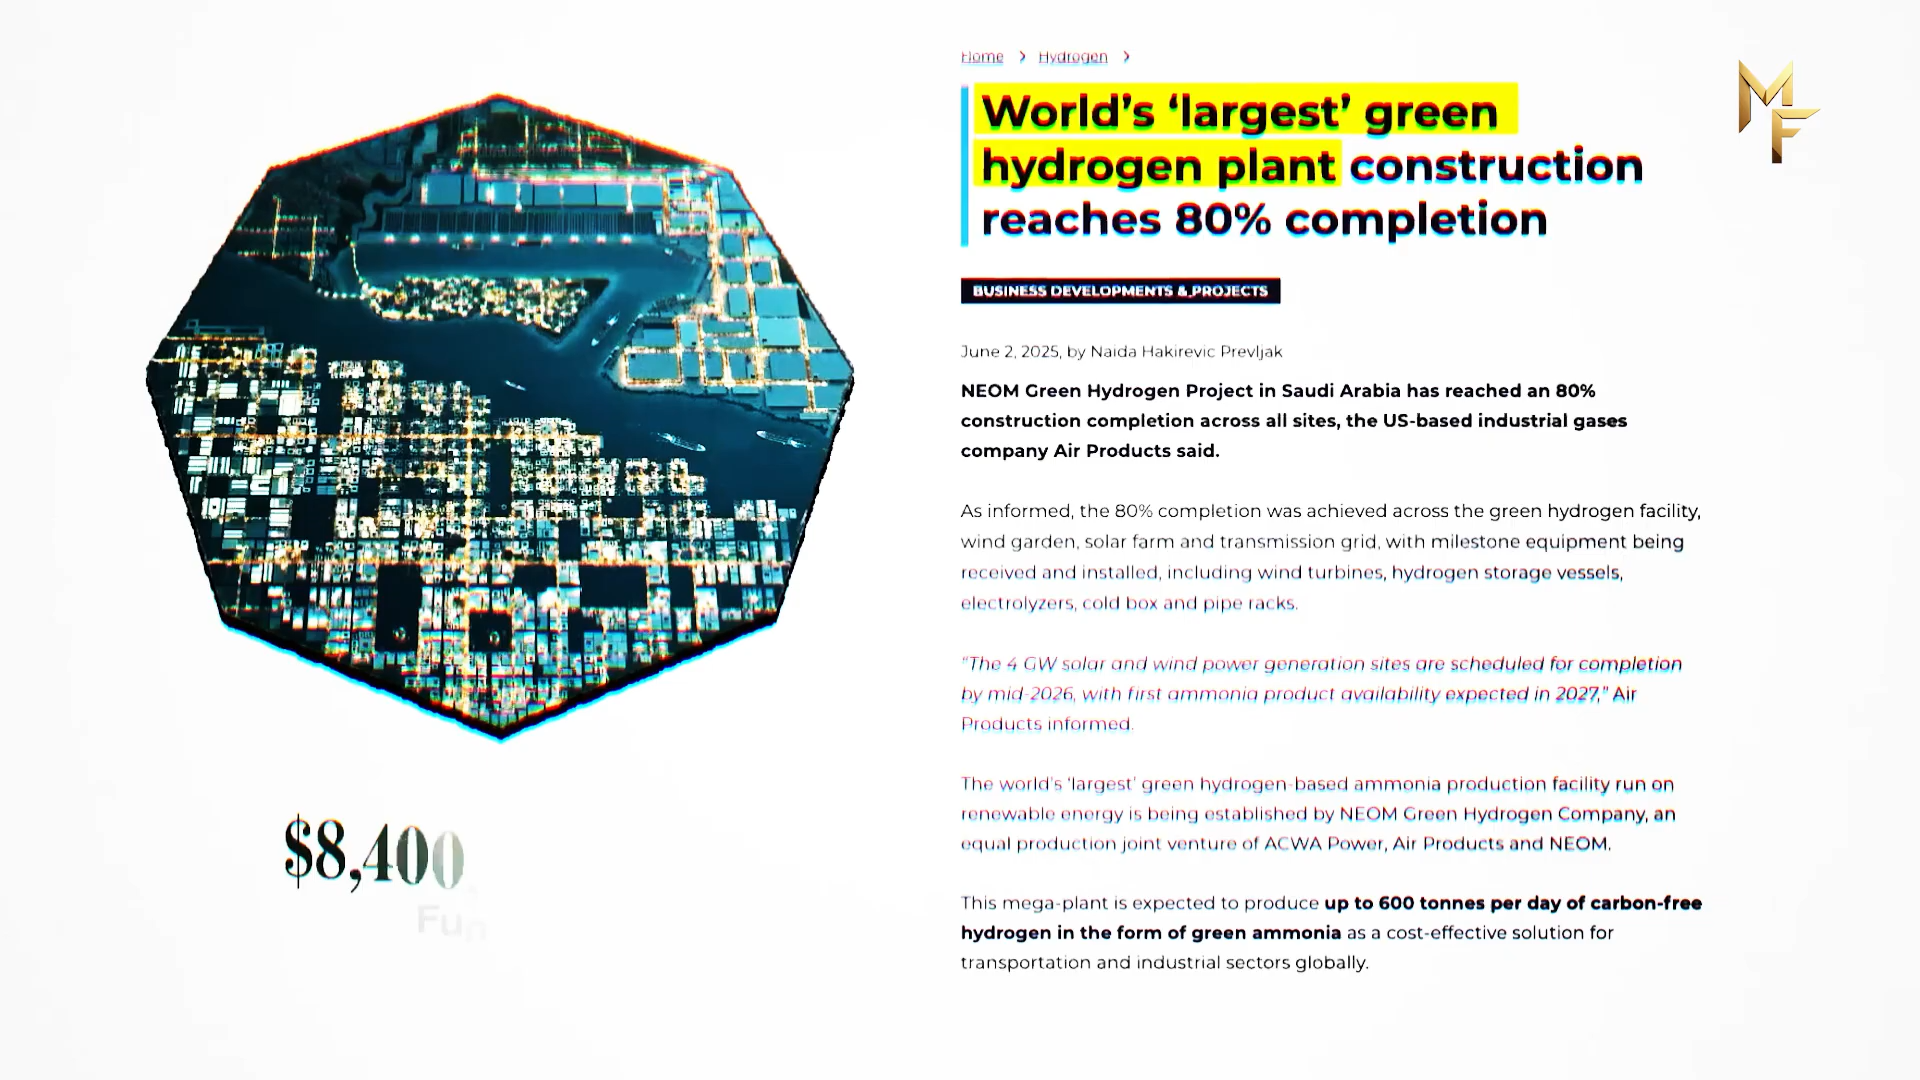 Home > Hydrogen >
MF
World's ‘largest’ green
hydrogen plant construction
reaches 80% completion
BUSINESS DEVELOPMENTS & PROJECTS
June 2, 2025, by Naida Hakirevic Prevljak
NEOM Green Hydrogen Project in Saudi Arabia has reached an 80%
construction completion across all sites, the US-based industrial gases
company Air Products said.
As informed, the 80% completion was achieved across the green hydrogen facility,
wind garden, solar farm and transmission grid, with milestone equipment being
received and installed, including wind turbines, hydrogen storage vessels,
electrolyzers, cold box and pipe racks.
“The 4 GW solar and wind power generation sites are scheduled for completion
by mid-2026, with first ammonia product availability expected in 2027,” Air
Products informed.
The world's ‘largest’ green hydrogen-based ammonia production facility run on
renewable energy is being established by NEOM Green Hydrogen Company, an
equal production joint venture of ACWA Power, Air Products and NEOM.
This mega-plant is expected to produce up to 600 tonnes per day of carbon-free
hydrogen in the form of green ammonia as a cost-effective solution for
transportation and industrial sectors globally.
$8,400